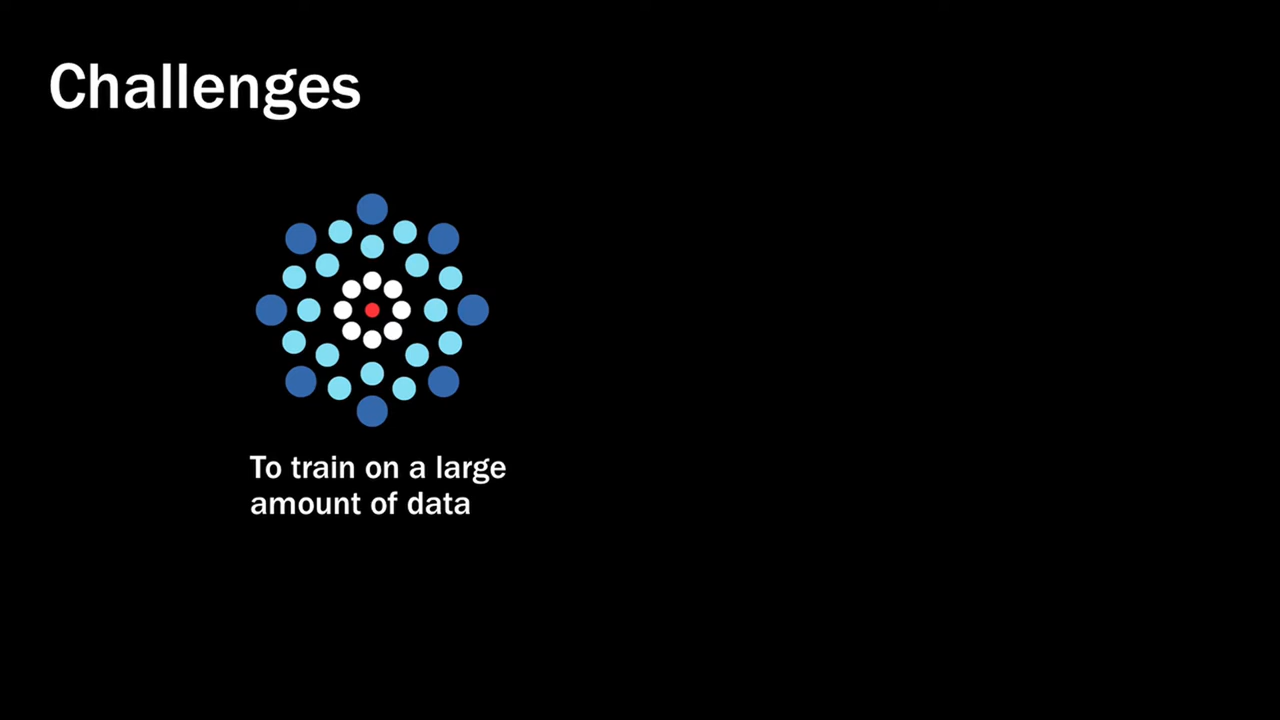 Challenges
To train on a large
amount of data